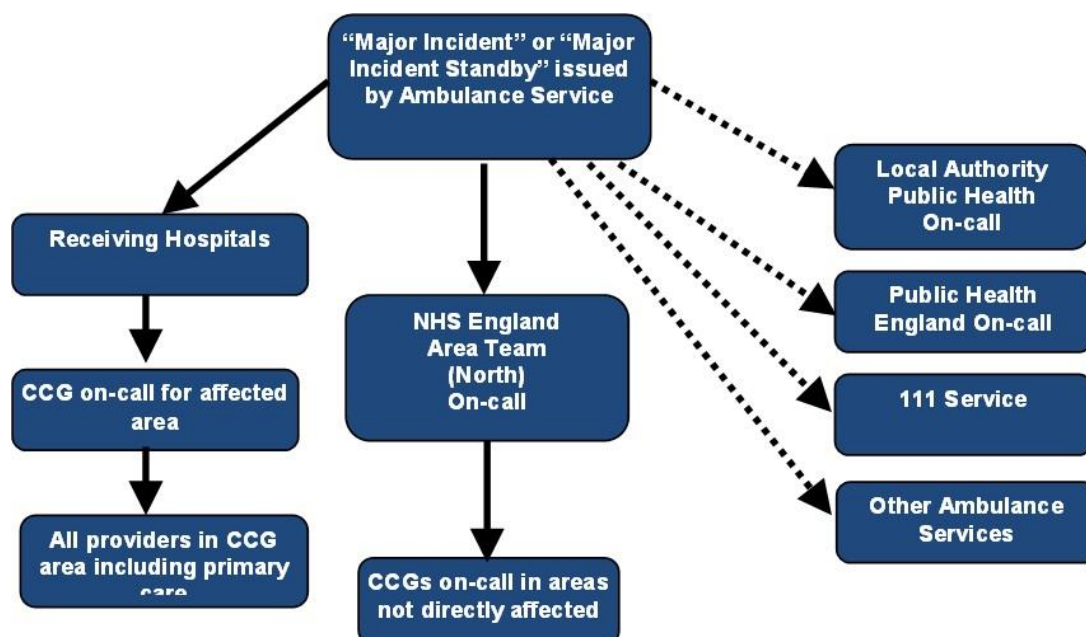 “Major Incident” or “Major
Incident Standby” issued
by Ambulance Service
Local Authority
Public Health
On-call
Receiving Hospitals
Public Health
England On-call
NHS England
Area Team
(North)
On-call
CCG on-call for affected
area
111 Service
Other Ambulance
Services
All providers in CCG
area including primary
care
CCGs on-call in areas
not directly affected